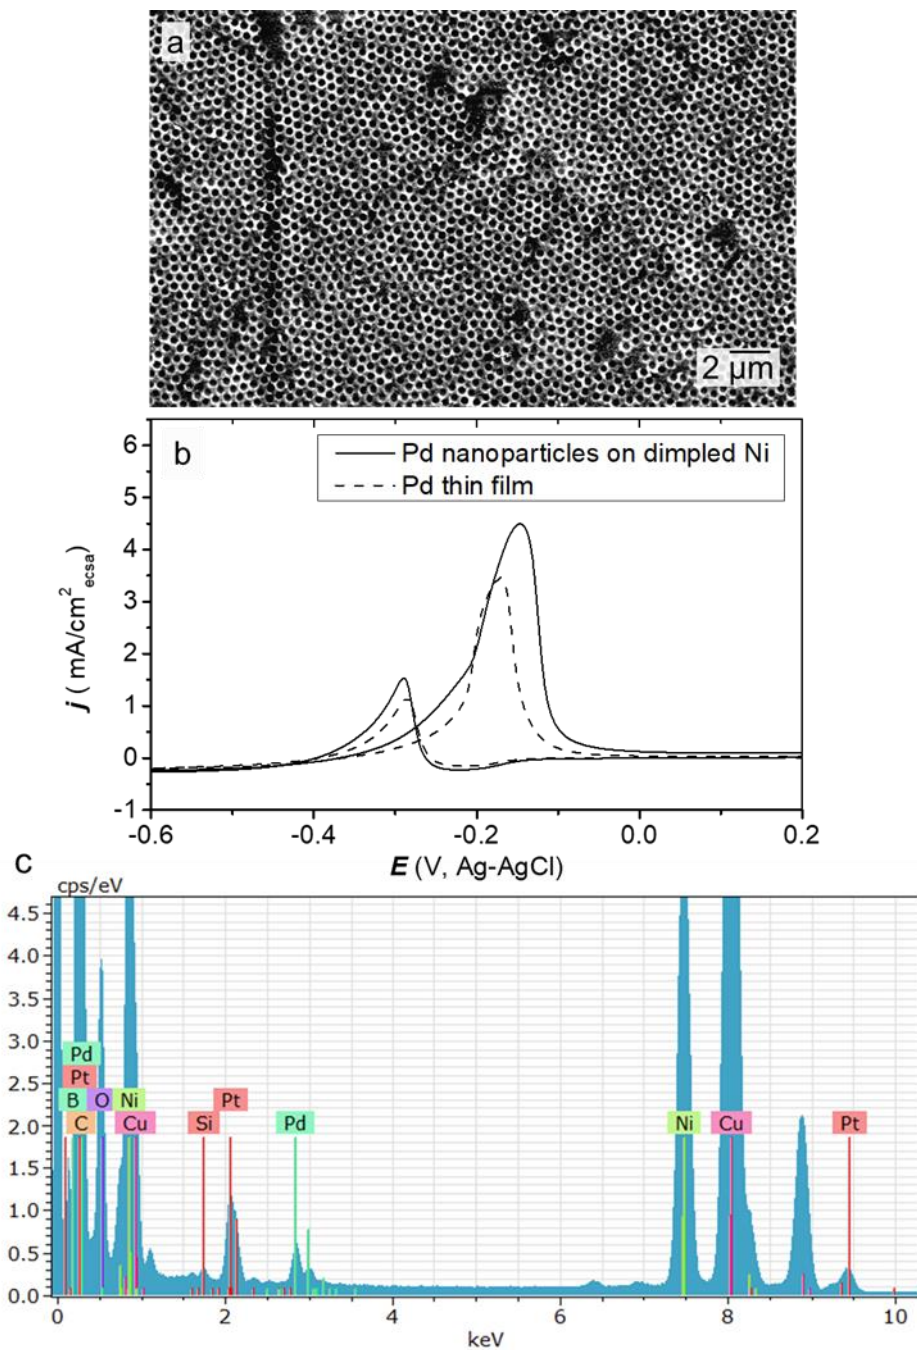 a
2 µm
b
Pd nanoparticles on dimpled Ni
Pd thin film
6
5
4
3
2
1
0
-1
j ( mA/cm²ecsa)
-0.6 -0.4 -0.2 0.0 0.2
E (V, Ag-AgCl)
c
cps/eV
4.5
4.0
3.5
3.0
2.5
2.0
1.5
1.0
0.5
0.0
Pd
Pt
B O Ni
C Cu Si Pt Pd Ni Cu Pt
0 2 4 6 8 10
keV